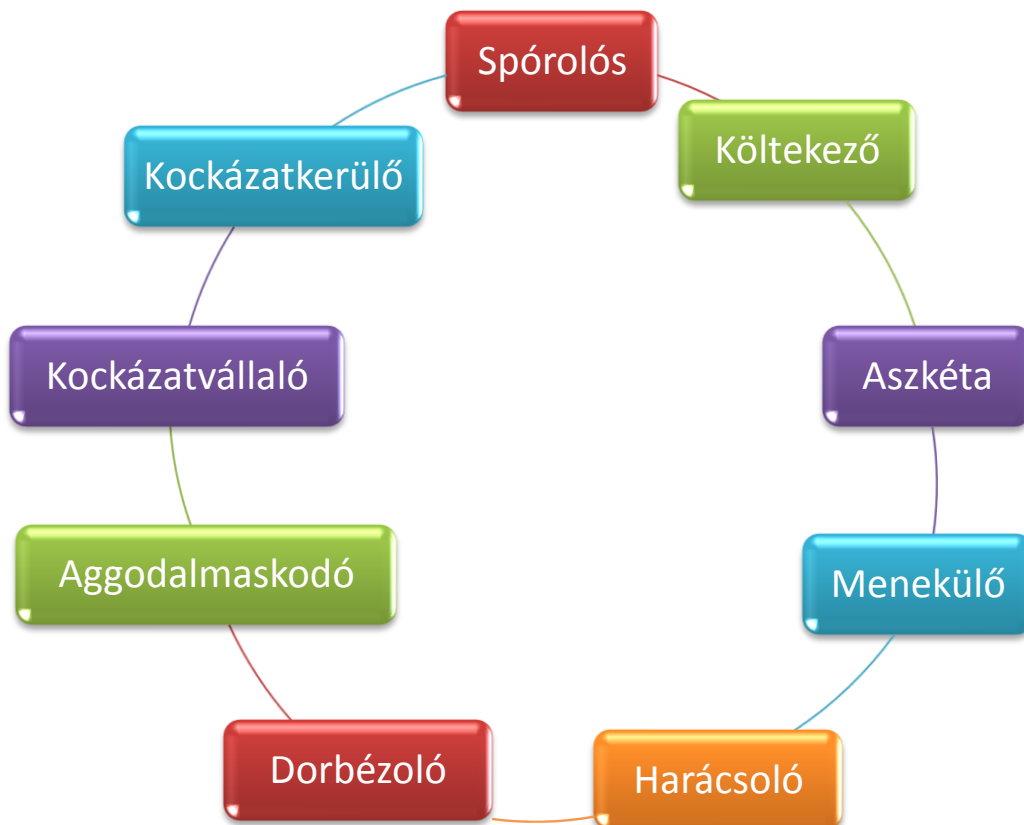 Spórolós
Költekező
Aszkéta
Menekülő
Harácsoló
Dorbézoló
Aggodalmaskodó
Kockázatvállaló
Kockázatkerülő